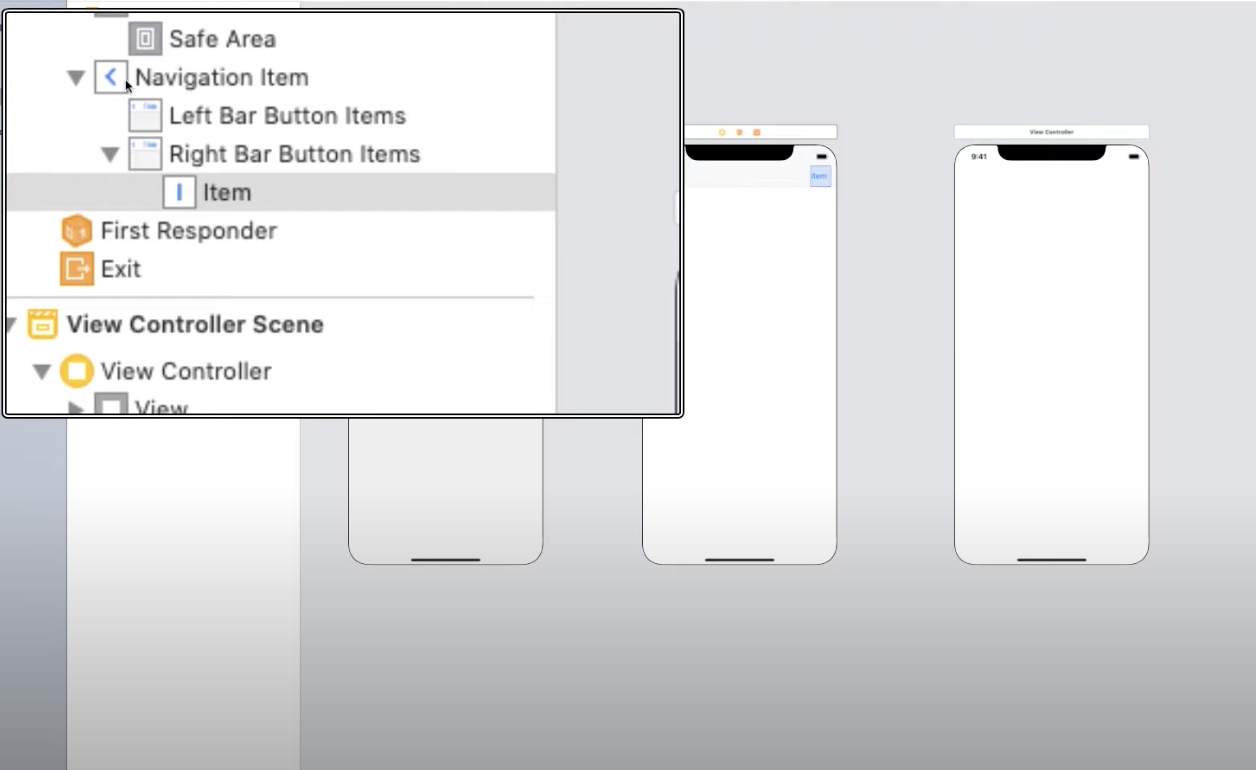 Safe Area
Navigation Item
Left Bar Button Items
Right Bar Button Items
Item
First Responder
Exit
View Controller Scene
View Controller
View
Item
View Controller
9:41